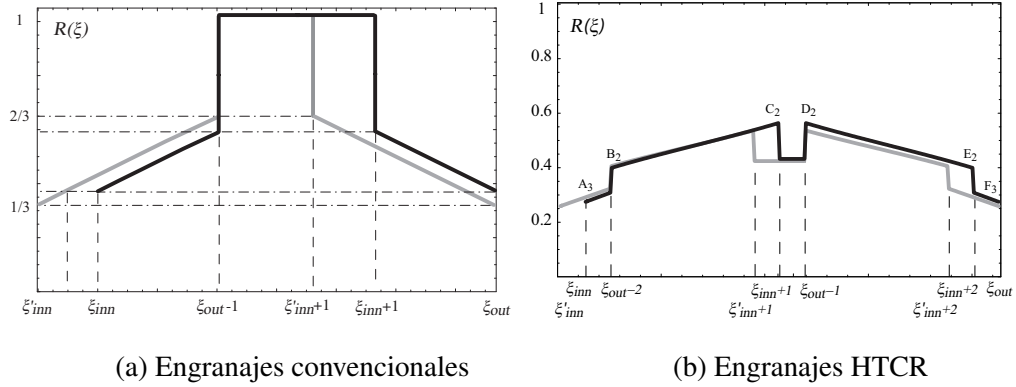 1
R(ξ)
2/3
1/3
ξ'inn
ξinn
ξout-1
ξ'inn+1
ξinn+1
ξout
(a) Engranajes convencionales
1
R(ξ)
0.8
0.6
0.4
0.2
A3
B2
C2
D2
E2
F3
ξinn
ξout-2
ξinn+1
ξout-1
ξinn+2
ξout
ξ'inn
ξ'inn+1
ξ'inn+2
(b) Engranajes HTCR